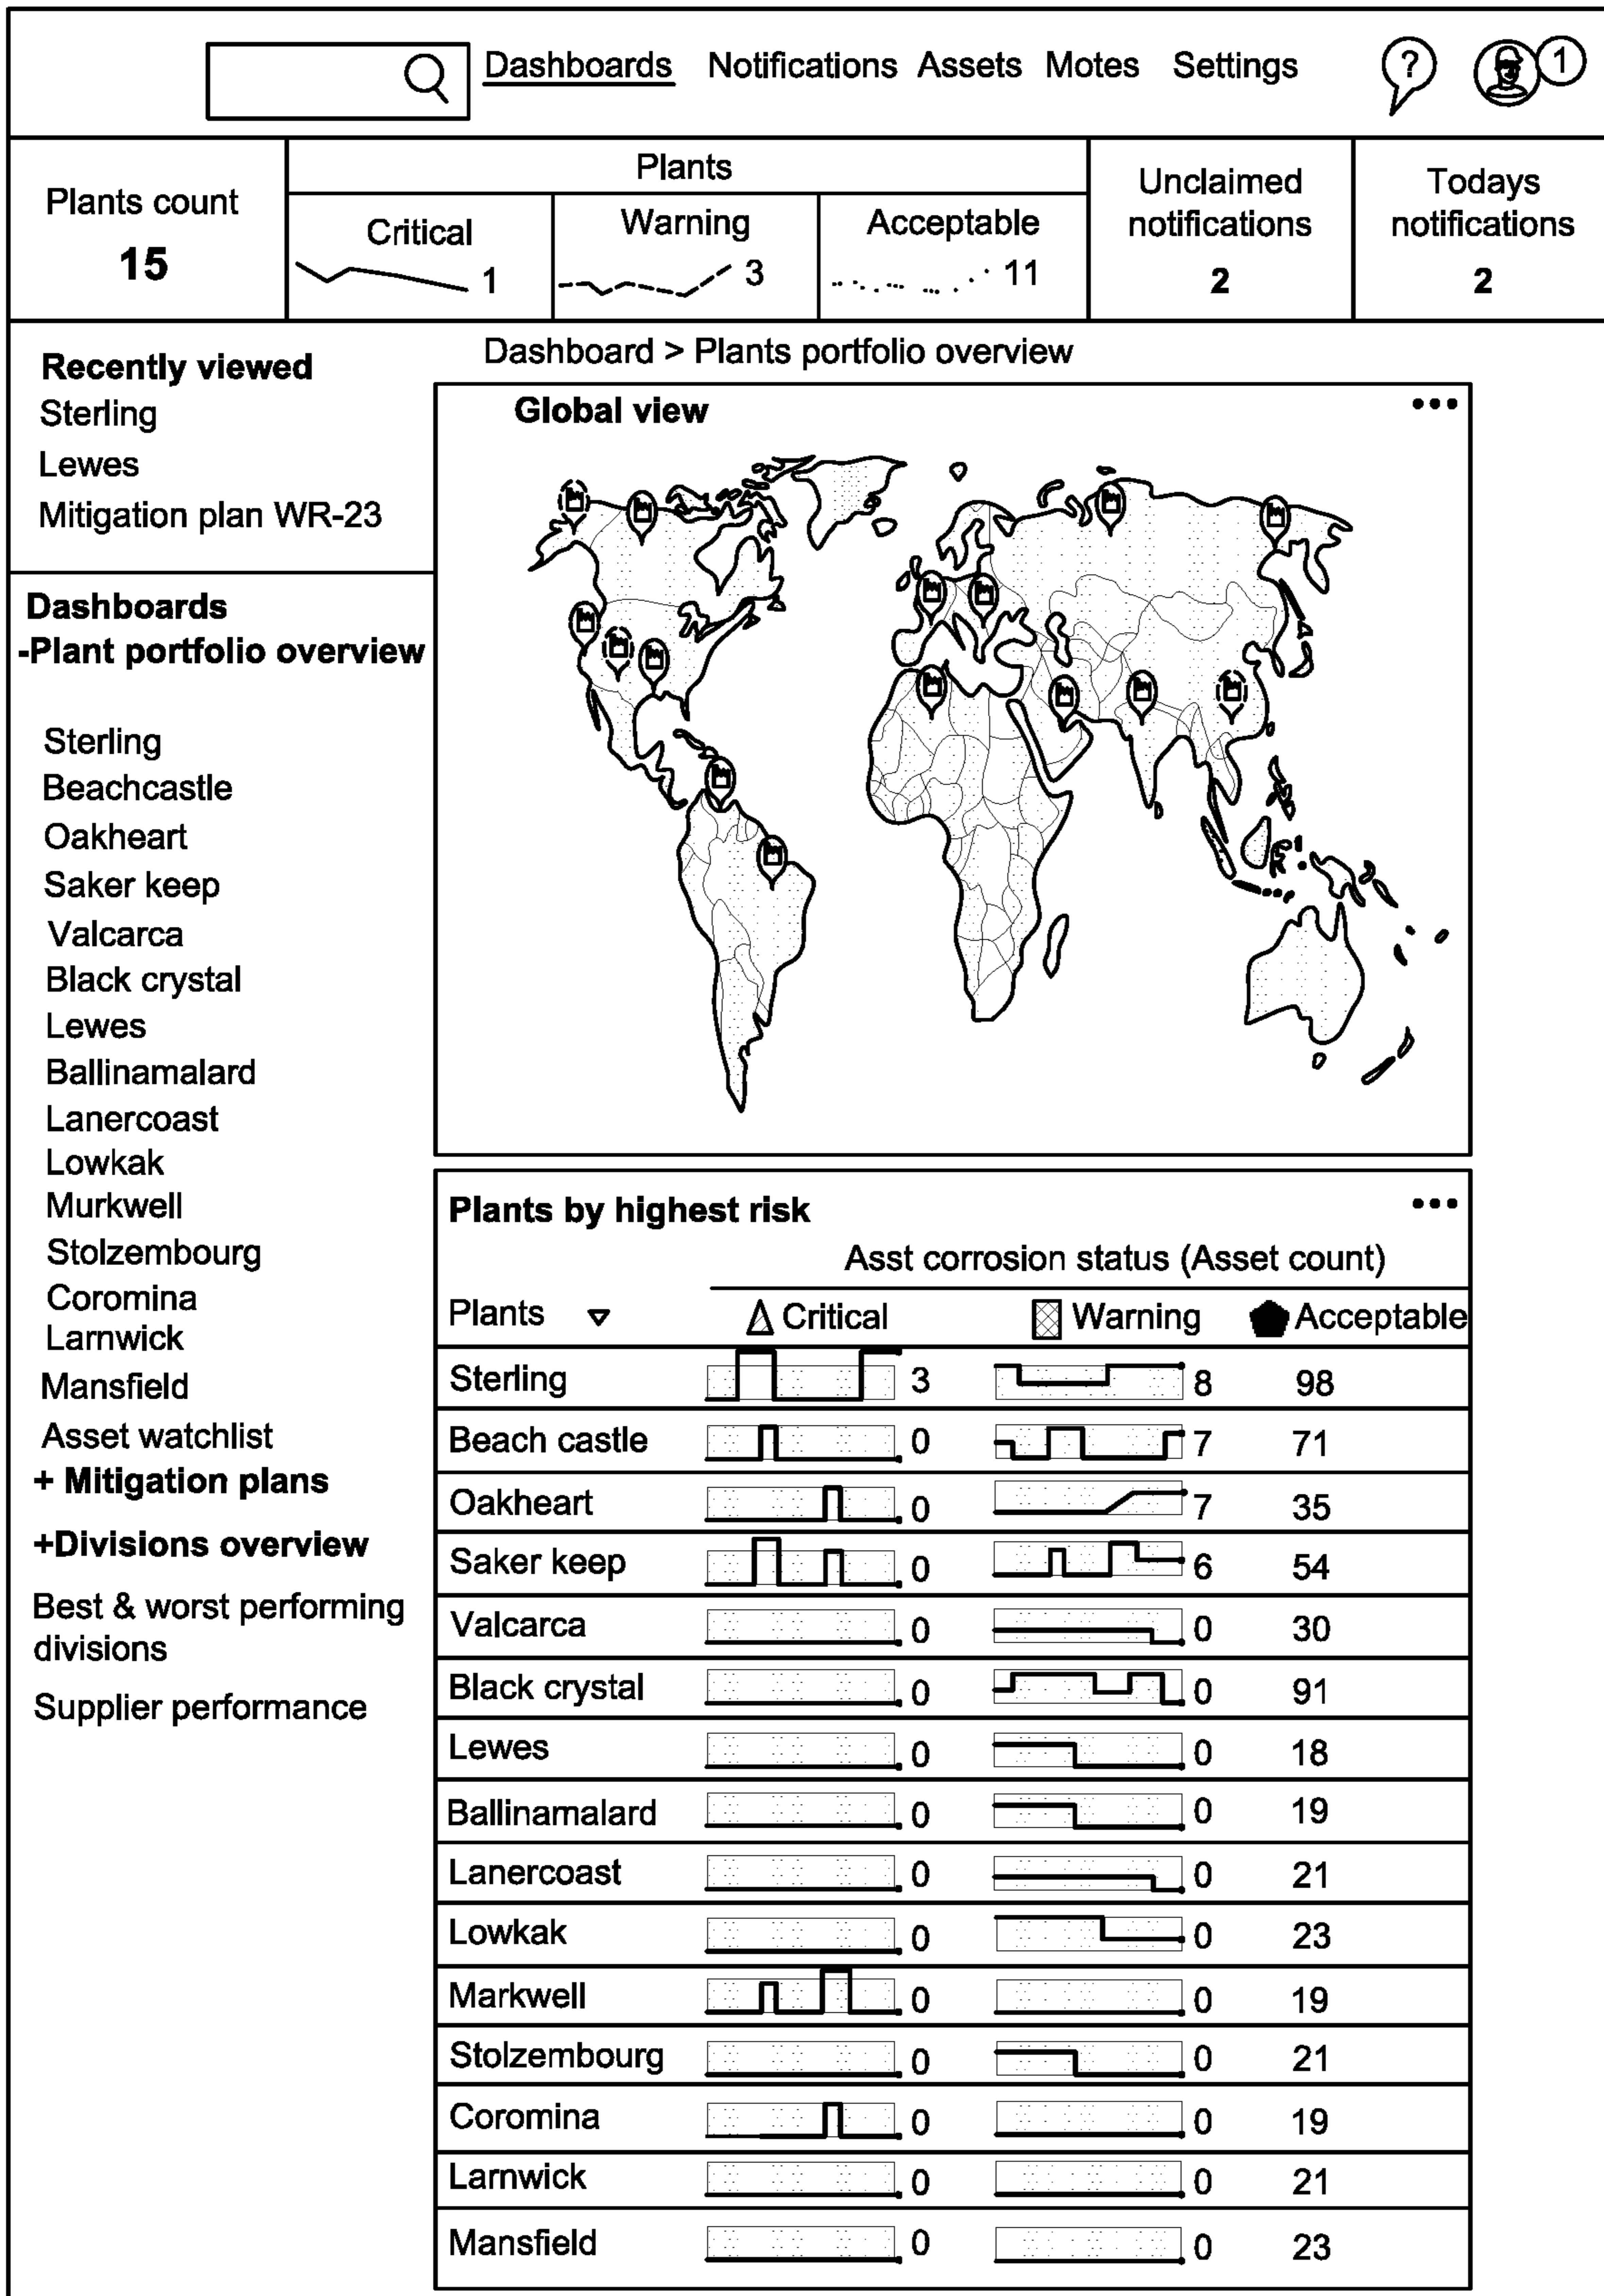 Dashboards Notifications Assets Motes Settings ? 1
Plants count
15
Plants
Critical
1
Warning
3
Acceptable
11
Unclaimed
notifications
2
Todays
notifications
2
Recently viewed
Sterling
Lewes
Mitigation plan WR-23
Dashboards
-Plant portfolio overview
Sterling
Beachcastle
Oakheart
Saker keep
Valcarca
Black crystal
Lewes
Ballinamalard
Lanercoast
Lowkak
Murkwell
Stolzembourg
Coromina
Larnwick
Mansfield
Asset watchlist
+ Mitigation plans
+Divisions overview
Best & worst performing
divisions
Supplier performance
Dashboard > Plants portfolio overview
Global view
Plants by highest risk
Asst corrosion status (Asset count)
Plants Critical Warning Acceptable
Sterling 3 8 98
Beach castle 0 7 71
Oakheart 0 7 35
Saker keep 0 6 54
Valcarca 0 0 30
Black crystal 0 0 91
Lewes 0 0 18
Ballinamalard 0 0 19
Lanercoast 0 0 21
Lowkak 0 0 23
Markwell 0 0 19
Stolzembourg 0 0 21
Coromina 0 0 19
Larnwick 0 0 21
Mansfield 0 0 23